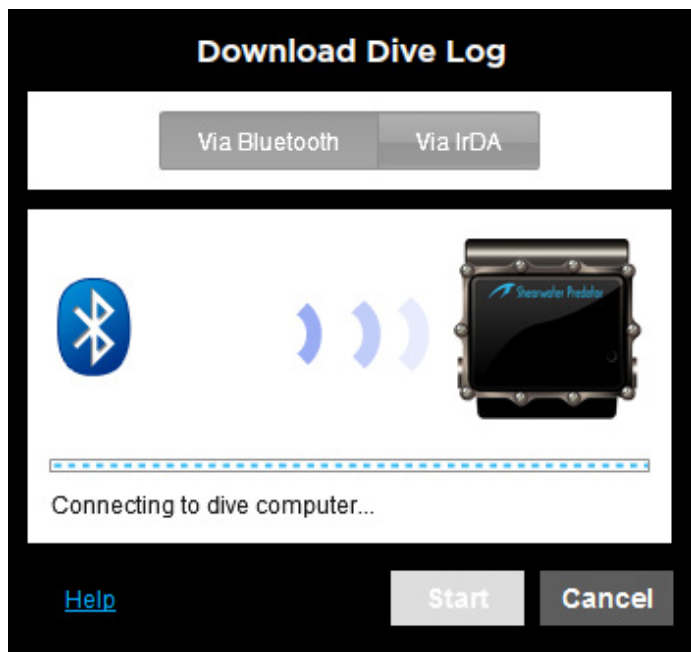 Download Dive Log
Via Bluetooth Via IrDA
Shearwater Predator
Connecting to dive computer...
Help Start Cancel